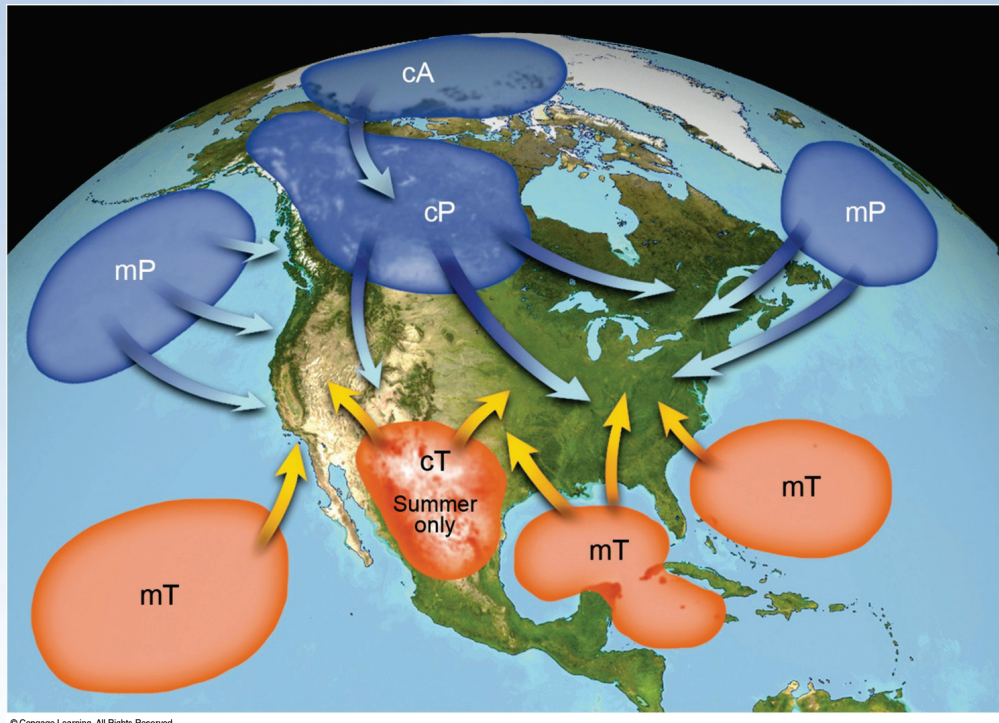 cA
cP
mP
mP
cT
Summer
only
mT
mT
mT
© Cengage Learning. All Rights Reserved.